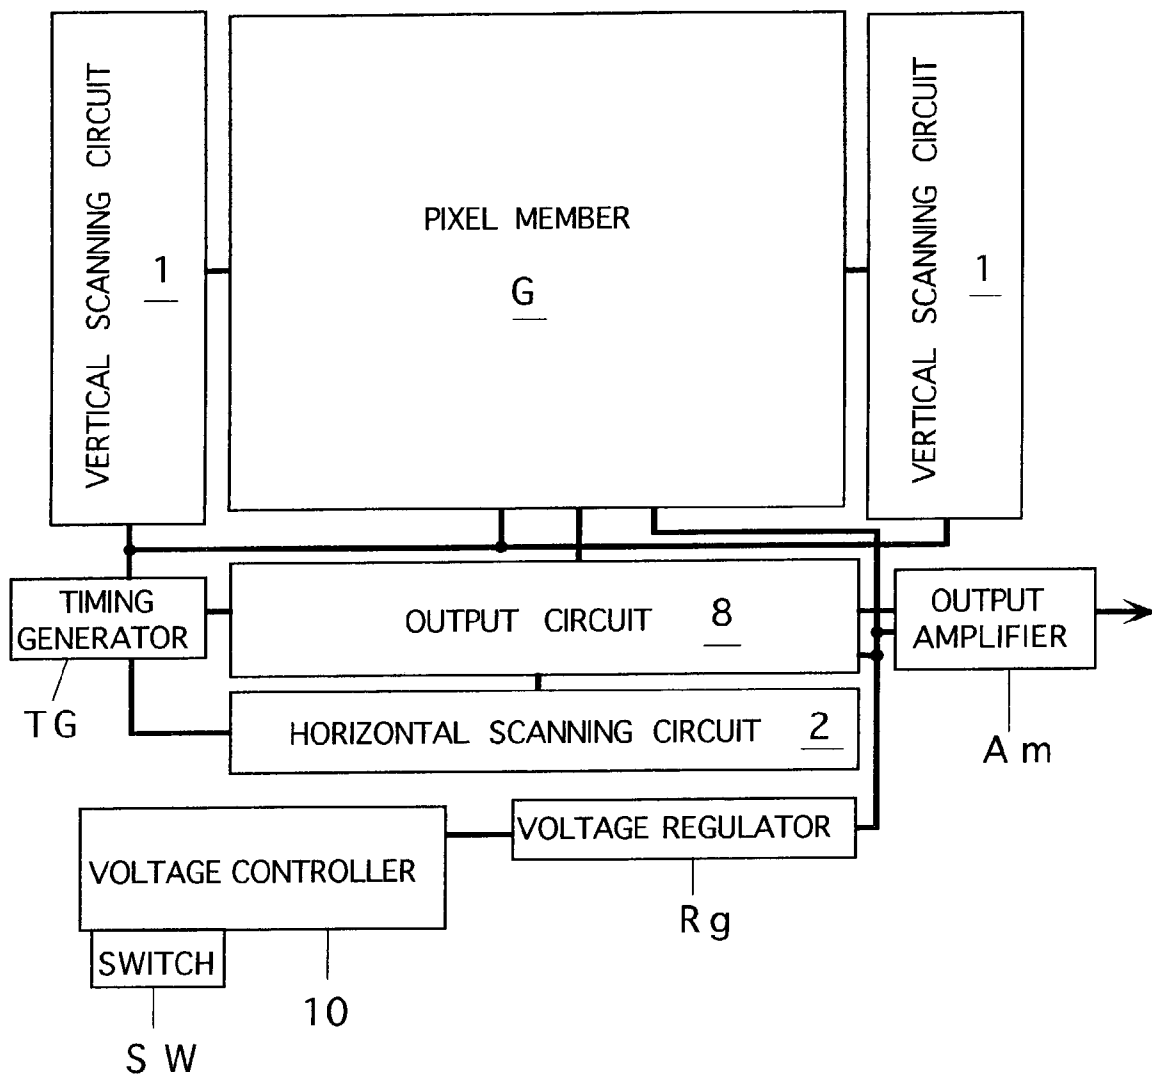 VERTICAL SCANNING CIRCUIT
1
PIXEL MEMBER
G
VERTICAL SCANNING CIRCUIT
1
TIMING
GENERATOR
TG
OUTPUT CIRCUIT 8
OUTPUT
AMPLIFIER
Am
HORIZONTAL SCANNING CIRCUIT 2
VOLTAGE CONTROLLER
VOLTAGE REGULATOR
Rg
SWITCH
10
SW